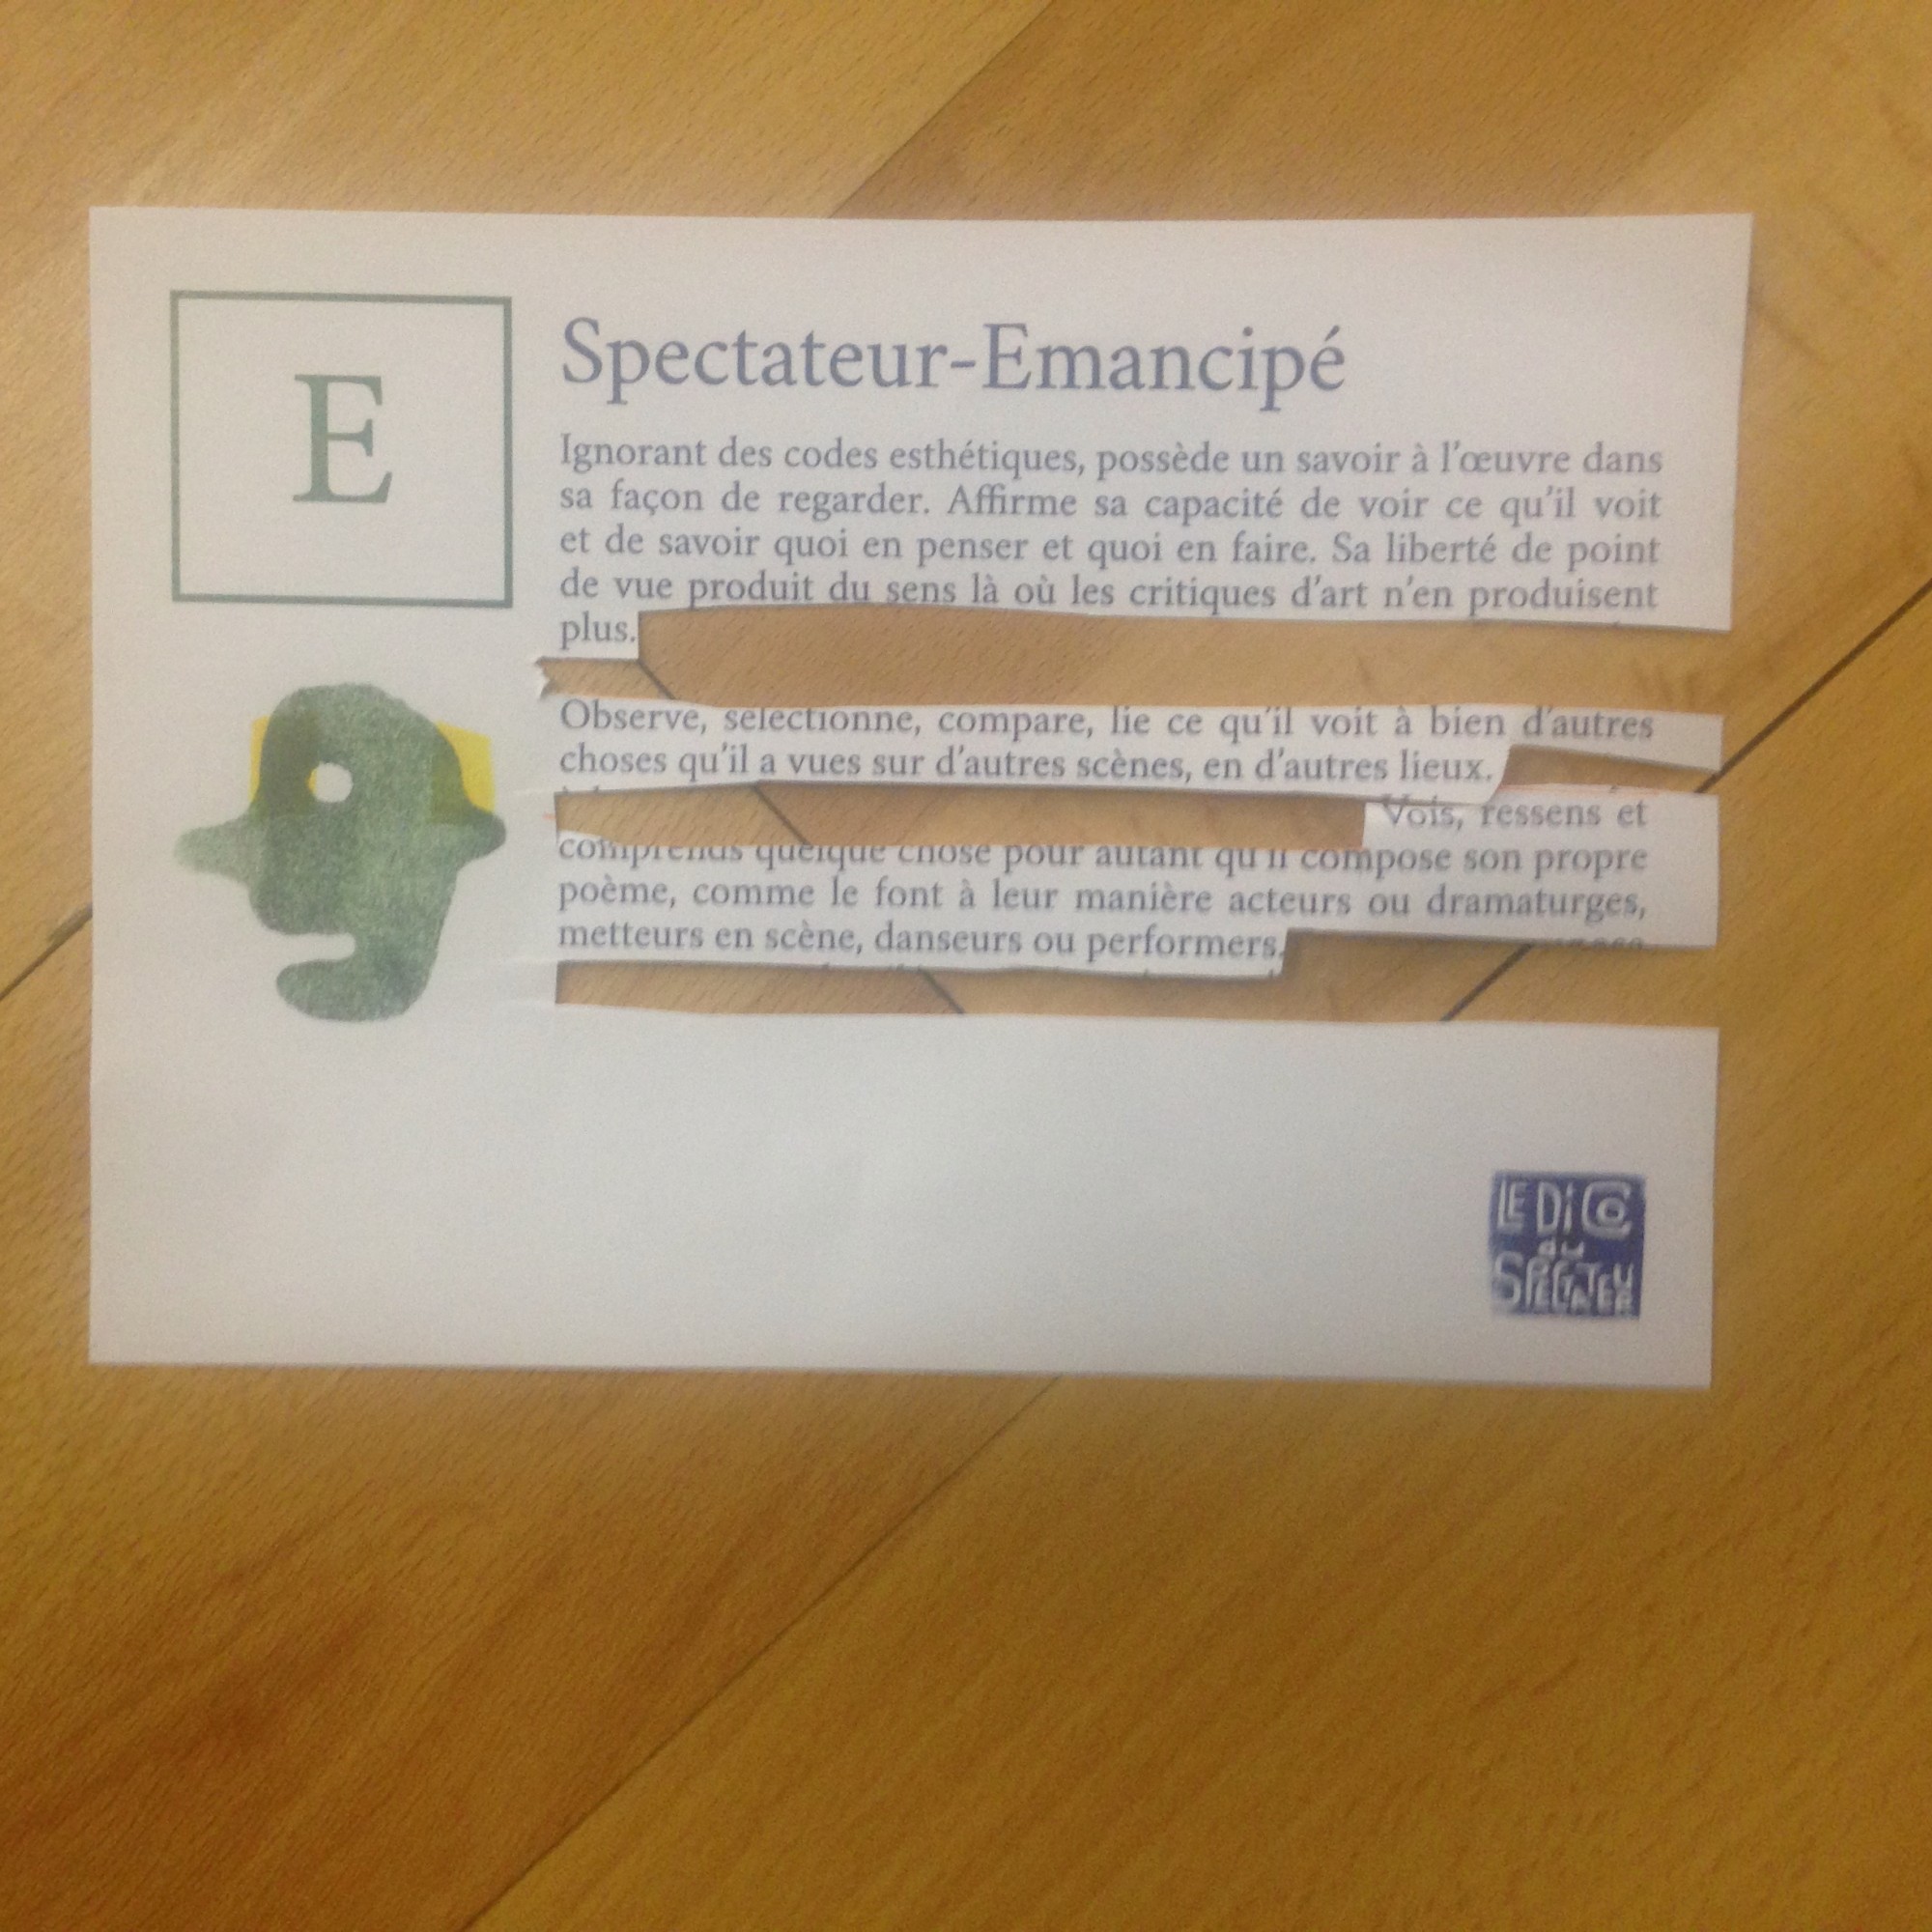 E
Spectateur-Emancipé
Ignorant des codes esthétiques, possède un savoir à l'œuvre dans
sa façon de regarder. Affirme sa capacité de voir ce qu'il voit
et de savoir quoi en penser et quoi en faire. Sa liberté de point
de vue produit du sens là où les critiques d'art n'en produisent
plus.
Observe, sélectionne, compare, lie ce qu'il voit à bien d'autres
choses qu'il a vues sur d'autres scènes, en d'autres lieux.
Vois, ressens et
comprends quelque chose pour autant qu'il compose son propre
poème, comme le font à leur manière acteurs ou dramaturges,
metteurs en scène, danseurs ou performers.
LE DiCO
du
SPECTATEUR